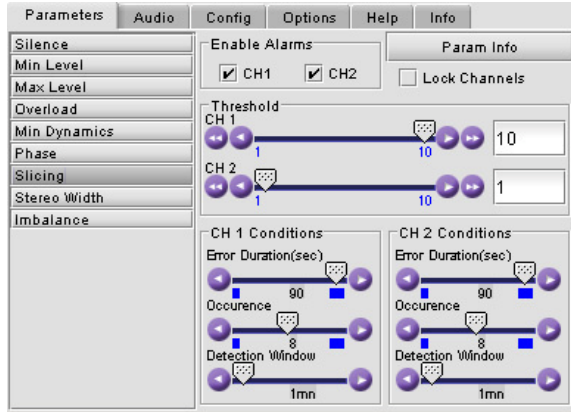 Parameters Audio Config Options Help Info
Silence
Min Level
Max Level
Overload
Min Dynamics
Phase
Slicing
Stereo Width
Imbalance
Enable Alarms
CH1 CH2
Param Info
Lock Channels
Threshold
CH 1
1 10 10
CH 2
1 10 1
CH 1 Conditions
Error Duration(sec)
90
Occurence
8
Detection Window
1mn
CH 2 Conditions
Error Duration(sec)
90
Occurence
8
Detection Window
1mn